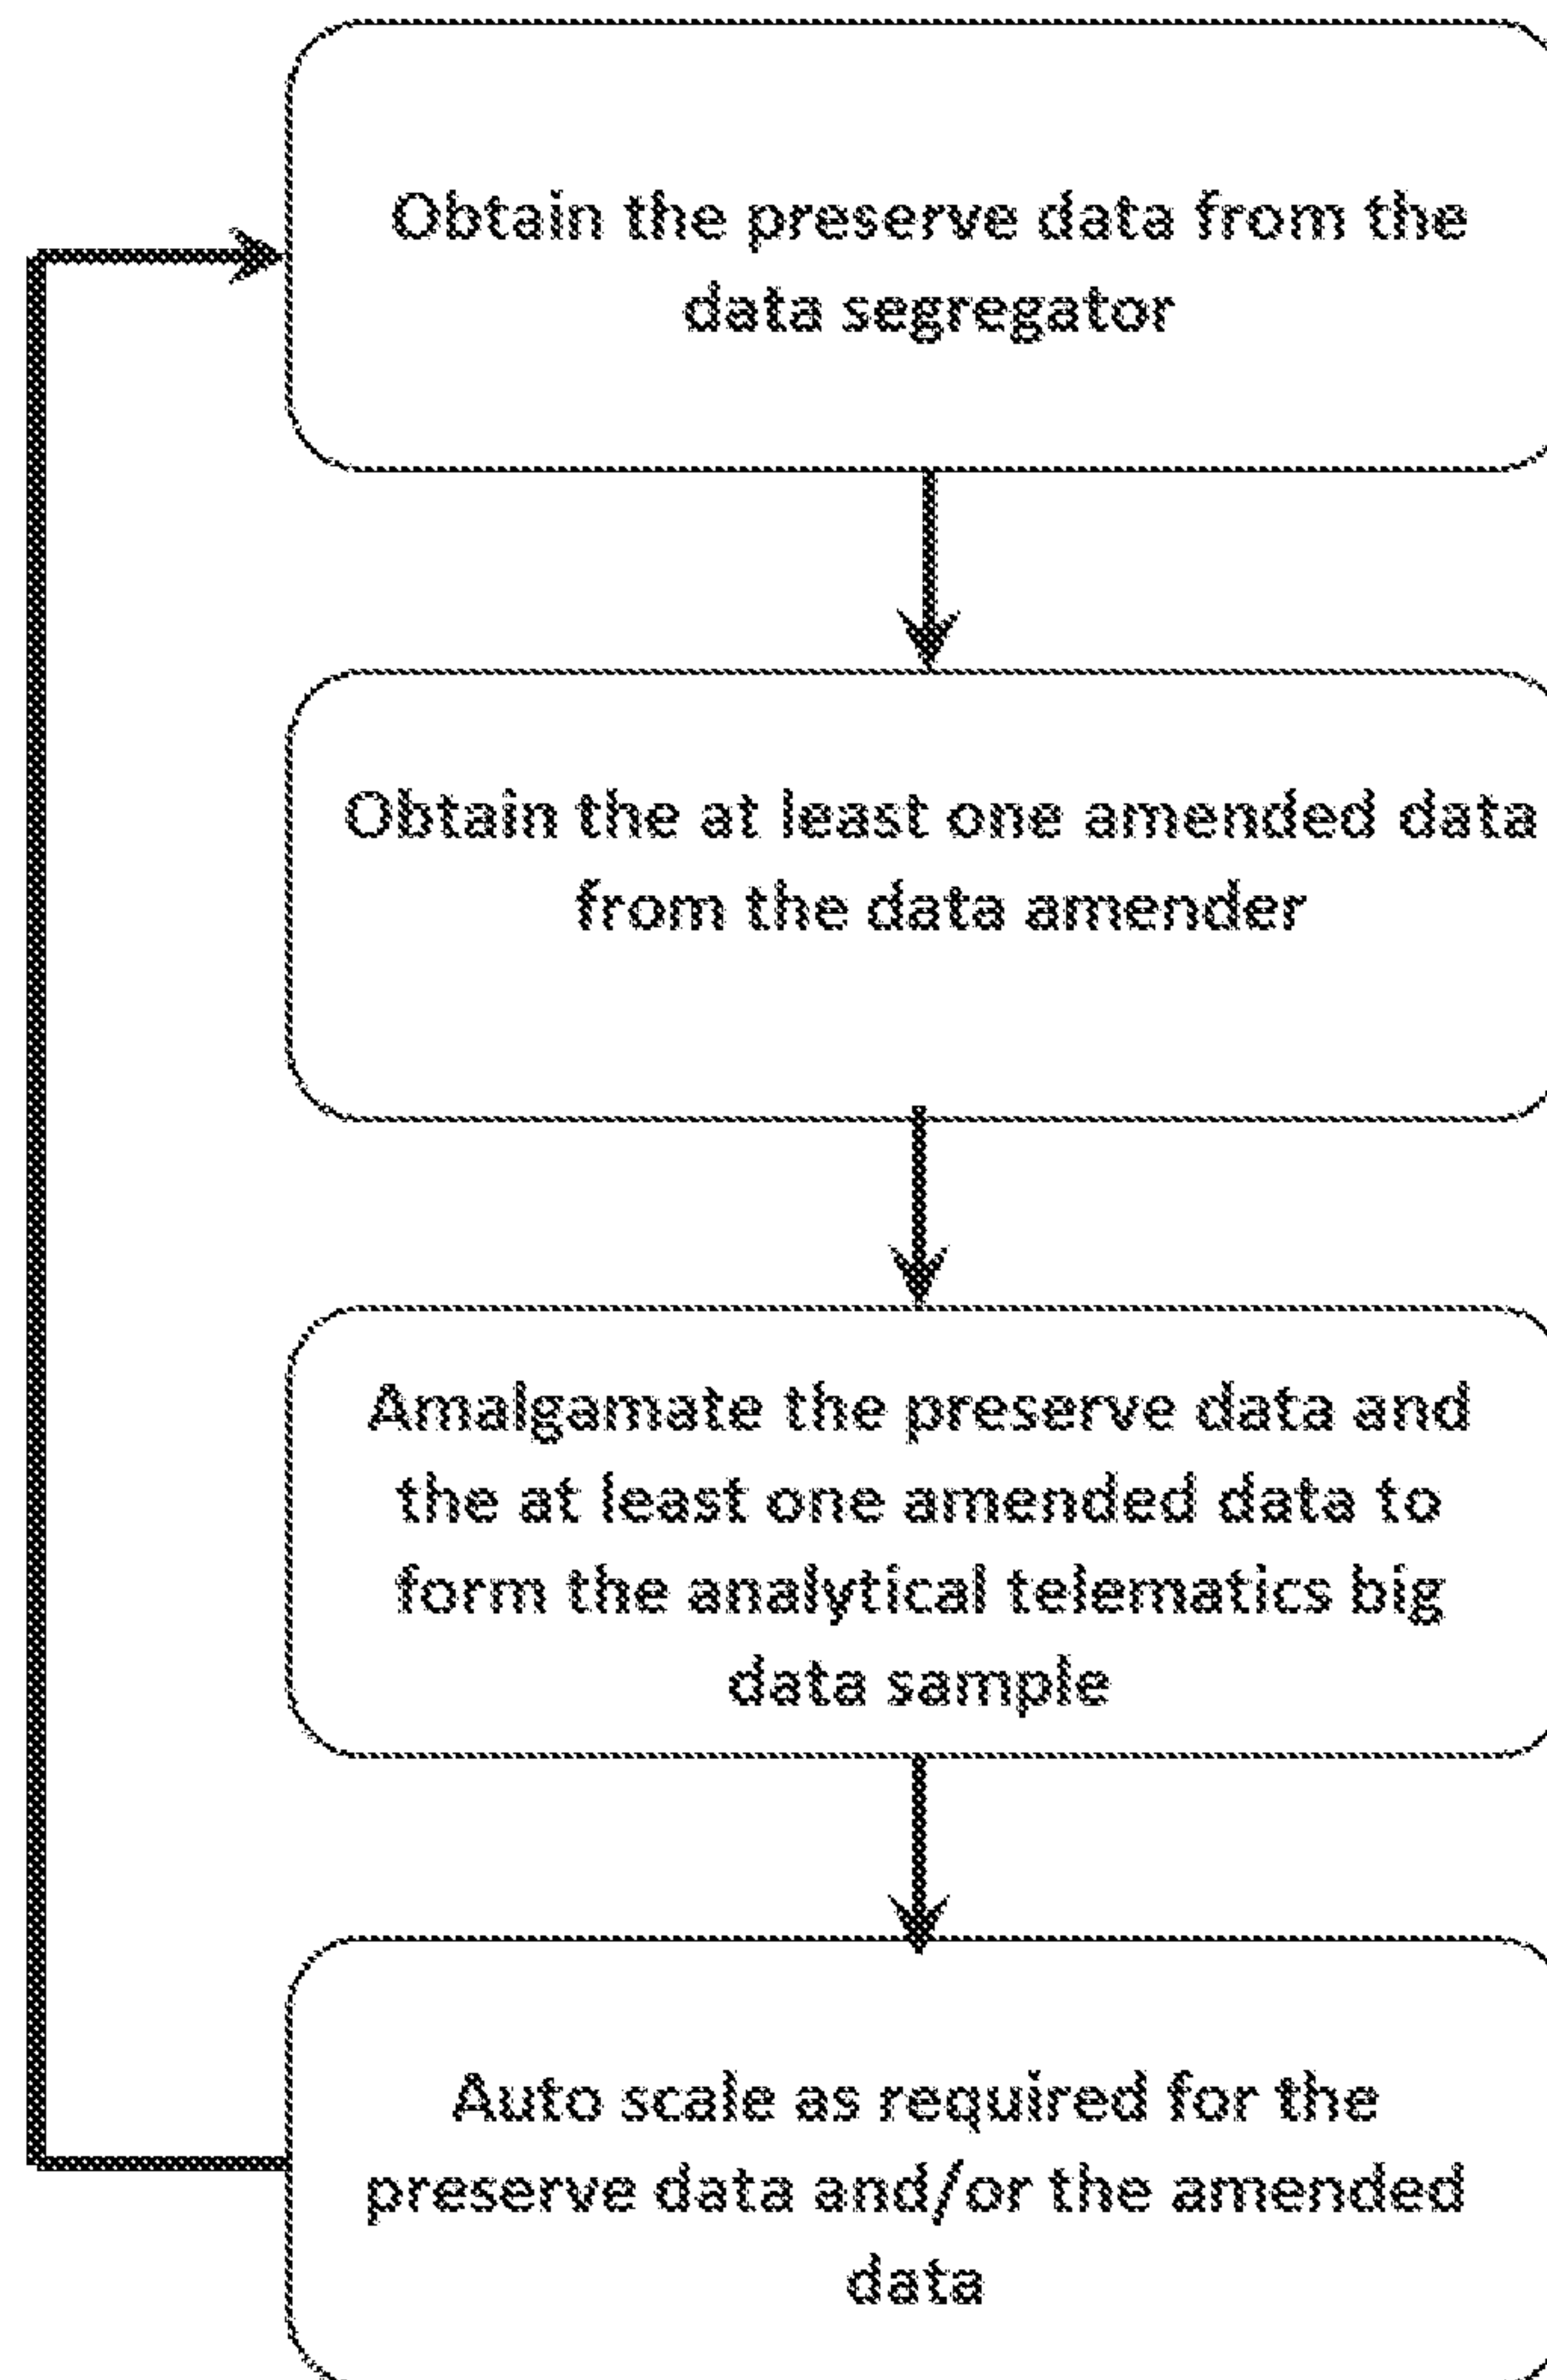 Obtain the preserve data from the
data segregator
Obtain the at least one amended data
from the data amender
Amalgamate the preserve data and
the at least one amended data to
form the analytical telematics big
data sample
Auto scale as required for the
preserve data and/or the amended
data